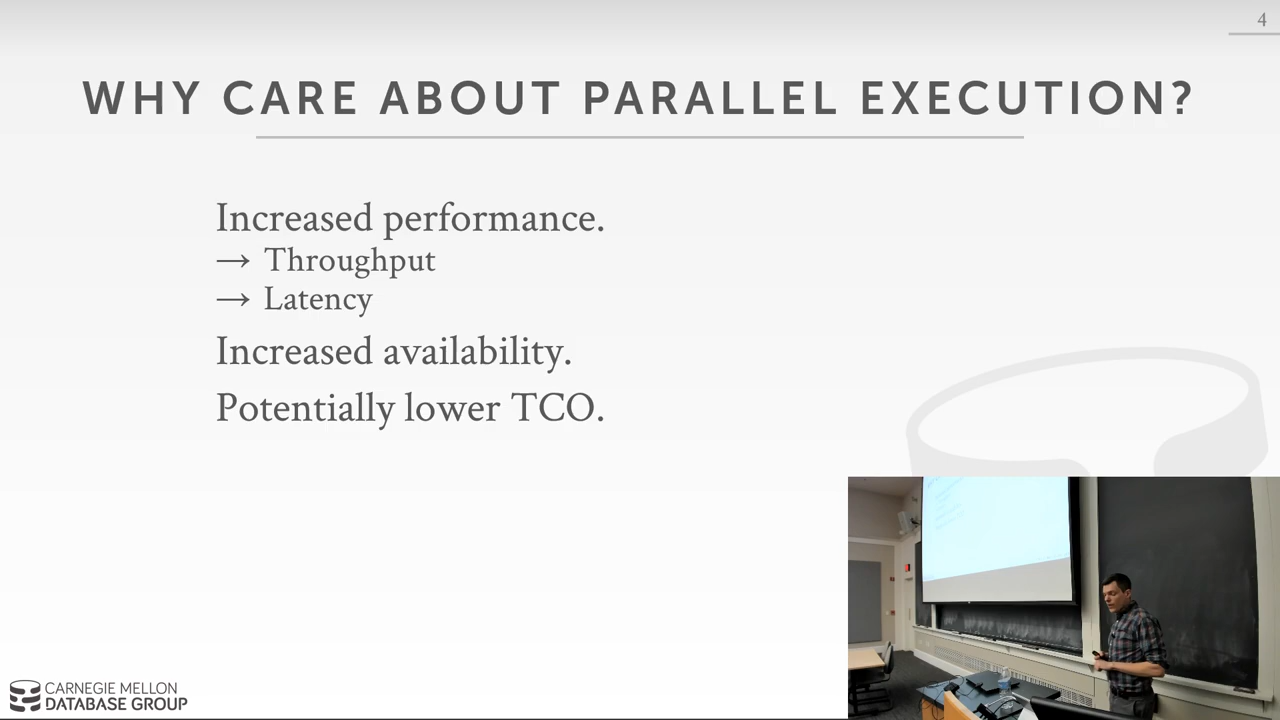 4
WHY CARE ABOUT PARALLEL EXECUTION?
Increased performance.
→ Throughput
→ Latency
Increased availability.
Potentially lower TCO.
CARNEGIE MELLON
DATABASE GROUP